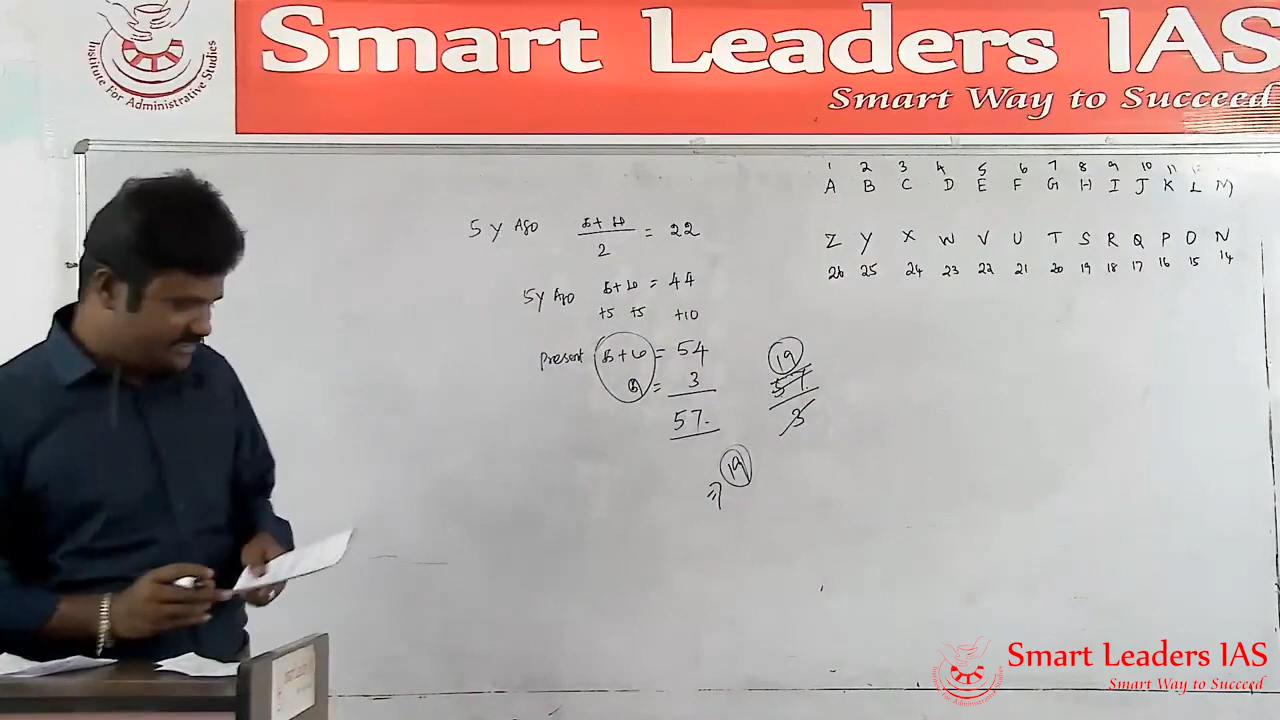 Smart Leaders IAS
Smart Way to Succeed
Institute For Administrative Studies
1 2 3 4 5 6 7 8 9 10 11
A B C D E F G H I J K L M
Z Y X W V U T S R Q P O N
26 25 24 23 22 21 20 19 18 17 16 15 14
5 Y Ago = 22
2
5Y Ago = 44
+5 +5 +10
Present = 54
= 3
57.
19
57
3
⇒ 19
Smart Leaders IAS
Smart Way to Succeed